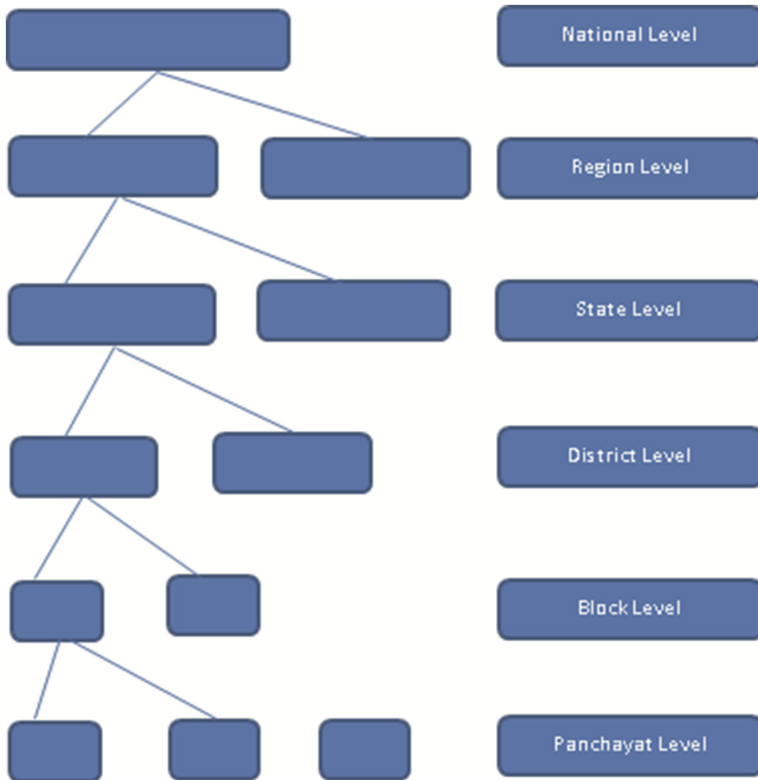 National Level
Region Level
State Level
District Level
Block Level
Panchayat Level